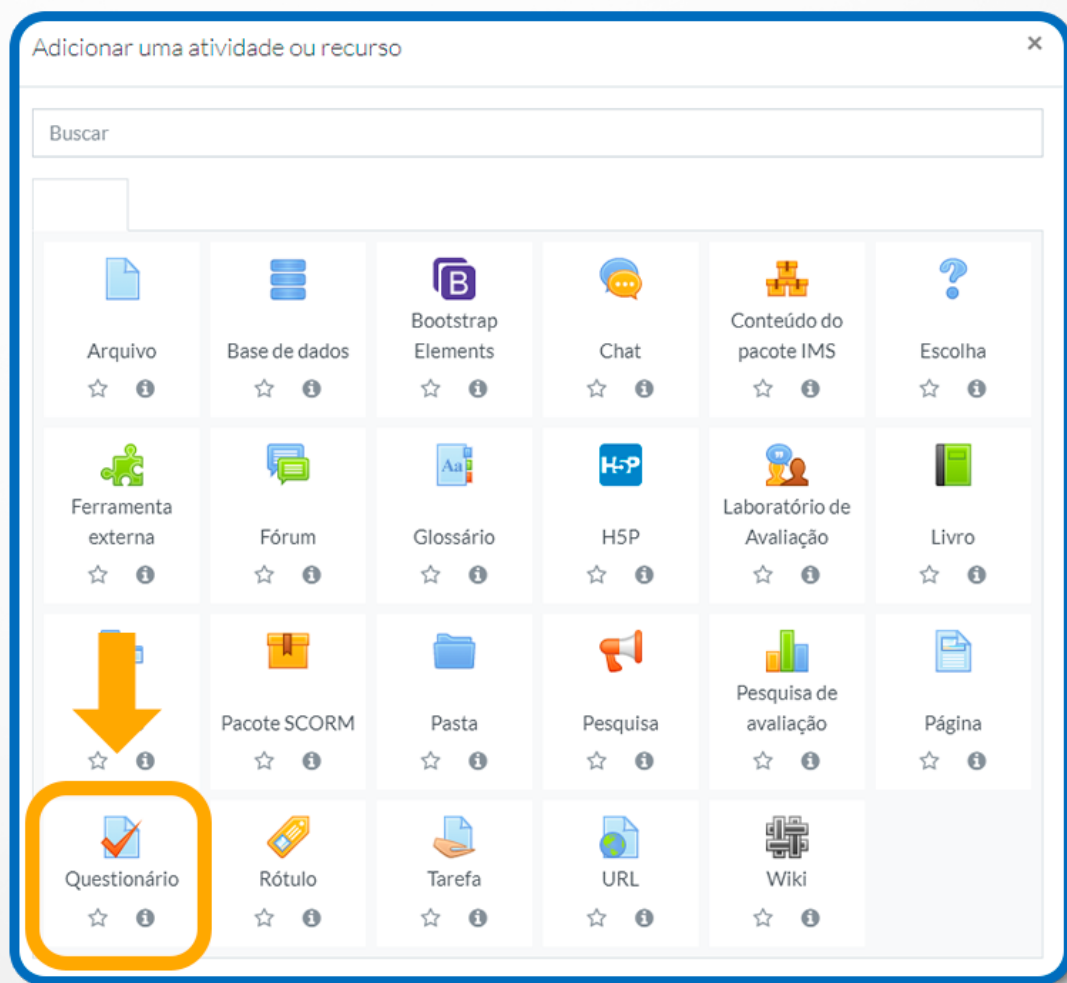 Adicionar uma atividade ou recurso
×
Buscar
Bootstrap
Conteúdo do
Arquivo
Base de dados
Elements
Chat
pacote IMS
Escolha
Ferramenta
Laboratório de
externa
Fórum
Glossário
H5P
Avaliação
Livro
Pesquisa de
Pacote SCORM
Pasta
Pesquisa
avaliação
Página
Questionário
Rótulo
Tarefa
URL
Wiki